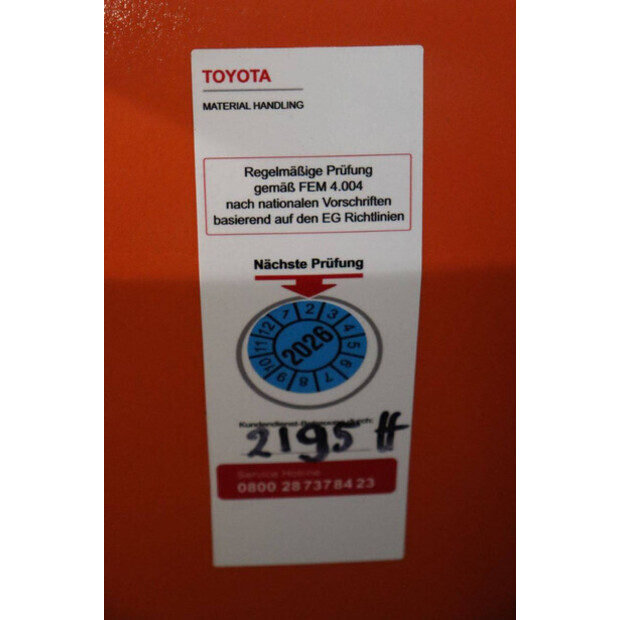 TOYOTA
MATERIAL HANDLING
Regelmäßige Prüfung
gemäß FEM 4.004
nach nationalen Vorschriften
basierend auf den EG Richtlinien
Nächste Prüfung
1 2 3 4 5 6 7 8 9 10 11 12
2026
durch:
2195
Service Hotline
0800 287378423